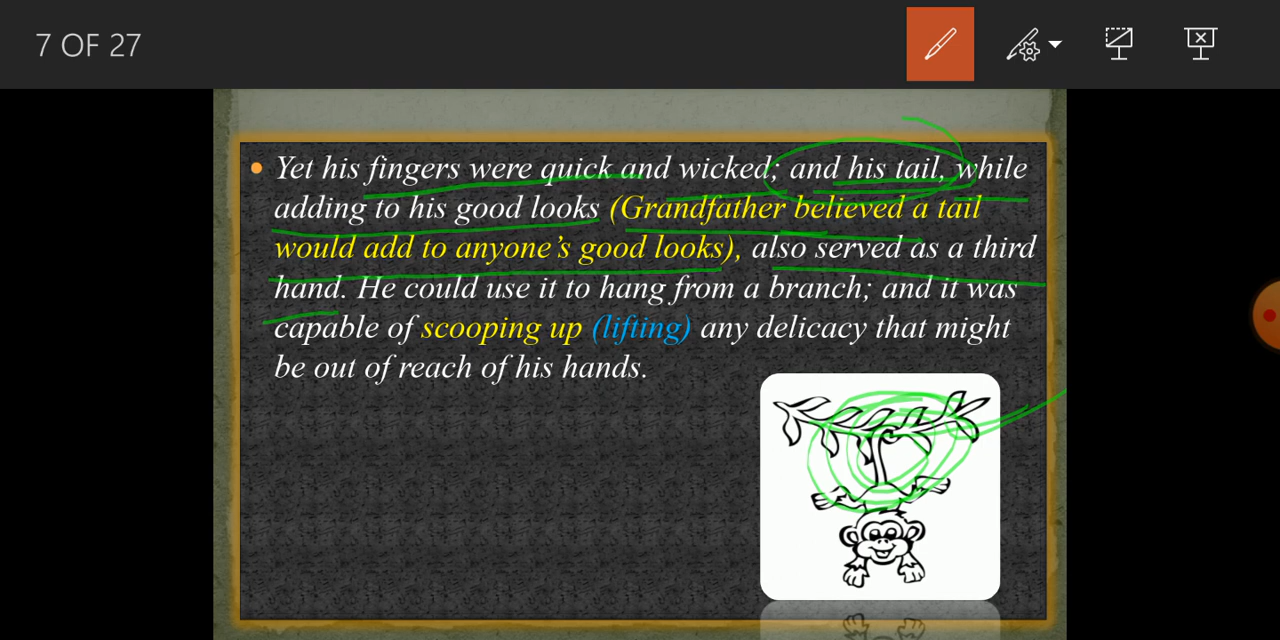 7 OF 27
Yet his fingers were quick and wicked; and his tail, while
adding to his good looks (Grandfather believed a tail
would add to anyone’s good looks), also served as a third
hand. He could use it to hang from a branch; and it was
capable of scooping up (lifting) any delicacy that might
be out of reach of his hands.